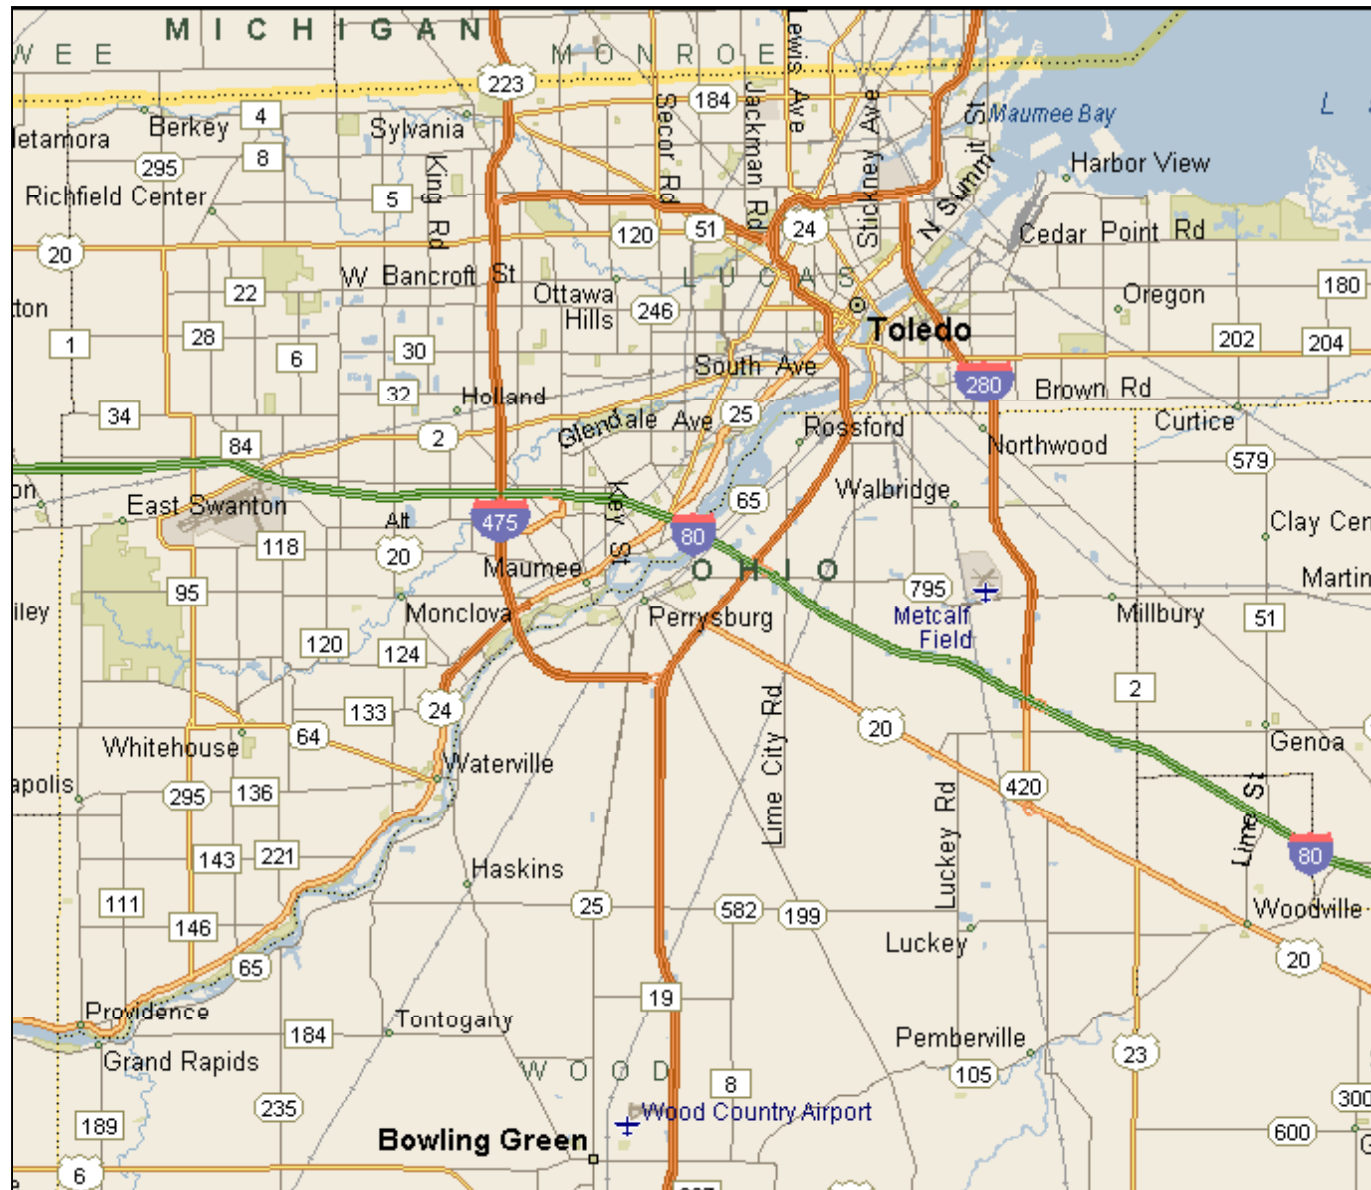 MICHIGAN
WEE
MONROE
223
Lewis Ave
184
Secor Rd
Jackman Rd
Stickney Ave
N Summit St
Maumee Bay
L
4
Berkey
Sylvania
Metamora
295
8
King Rd
Harbor View
Richfield Center
5
20
120
51
24
Cedar Point Rd
W Bancroft St
LUCAS
22
Ottawa
Hills
246
180
Oregon
tton
28
Toledo
1
6
30
202
204
South Ave
32
280
Brown Rd
Holland
34
25
Glendale Ave
Rossford
Curtice
84
2
Northwood
579
on
East Swanton
Key St
65
Walbridge
475
Alt
20
80
Clay Cen
118
OHIO
Maumee
795
Martin
95
Metcalf
Field
Millbury
iley
Monclova
Perrysburg
51
120
124
2
133
24
Lime City Rd
20
Whitehouse
64
Genoa
Waterville
apolis
295
136
420
Luckey Rd
Lime St
143
221
80
Haskins
111
25
582
199
Woodville
146
Luckey
65
20
19
Providence
184
Tontogany
Pemberville
Grand Rapids
23
WOOD
8
105
235
300
Wood Country Airport
189
Bowling Green
600
G
6